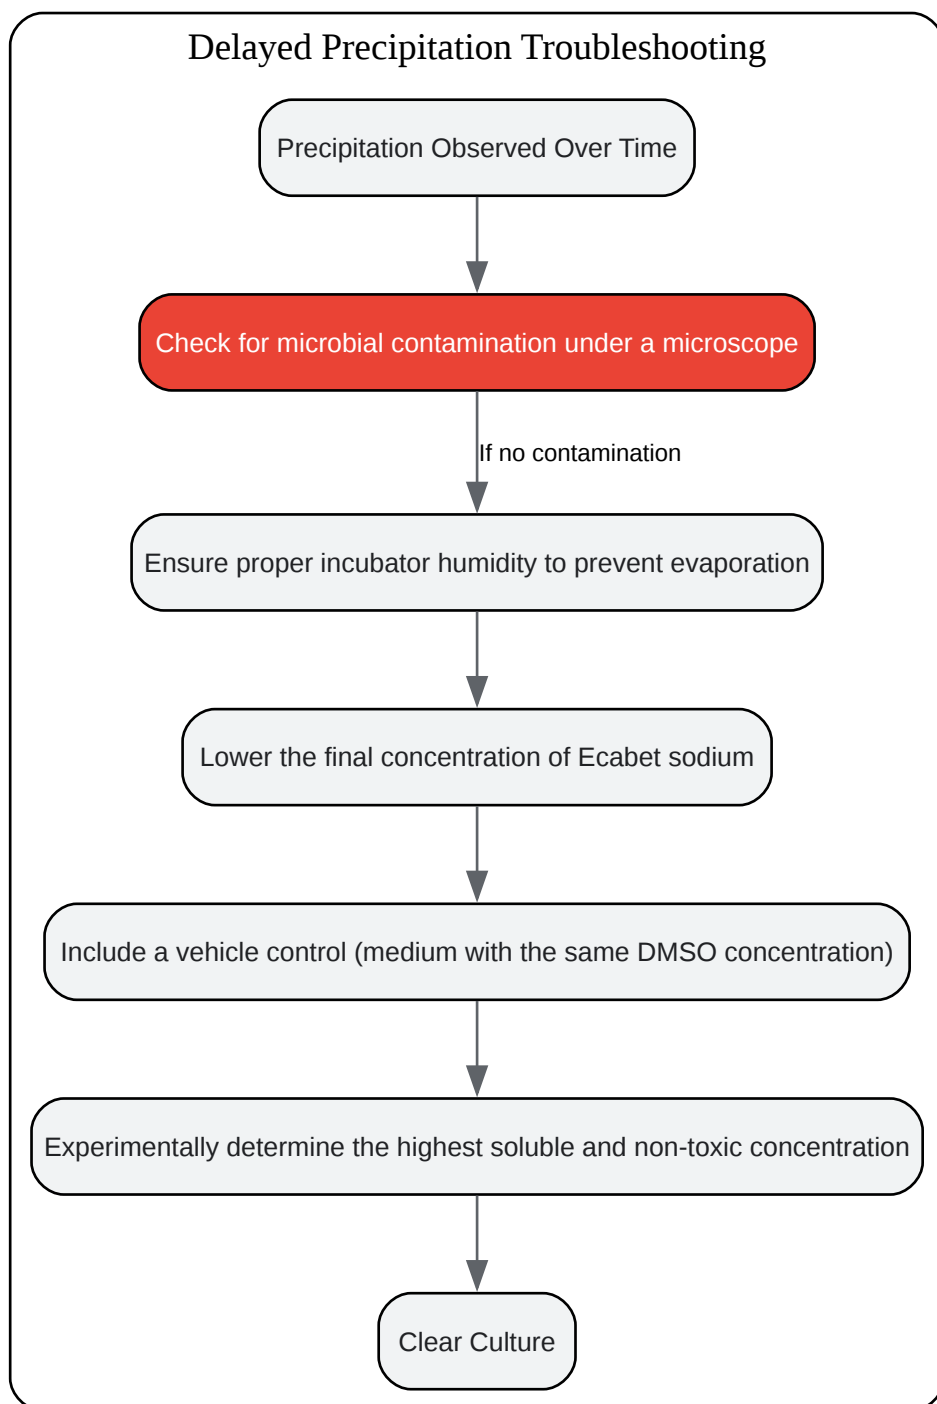 Delayed Precipitation Troubleshooting
Precipitation Observed Over Time
Check for microbial contamination under a microscope
If no contamination
Ensure proper incubator humidity to prevent evaporation
Lower the final concentration of Ecabet sodium
Include a vehicle control (medium with the same DMSO concentration)
Experimentally determine the highest soluble and non-toxic concentration
Clear Culture